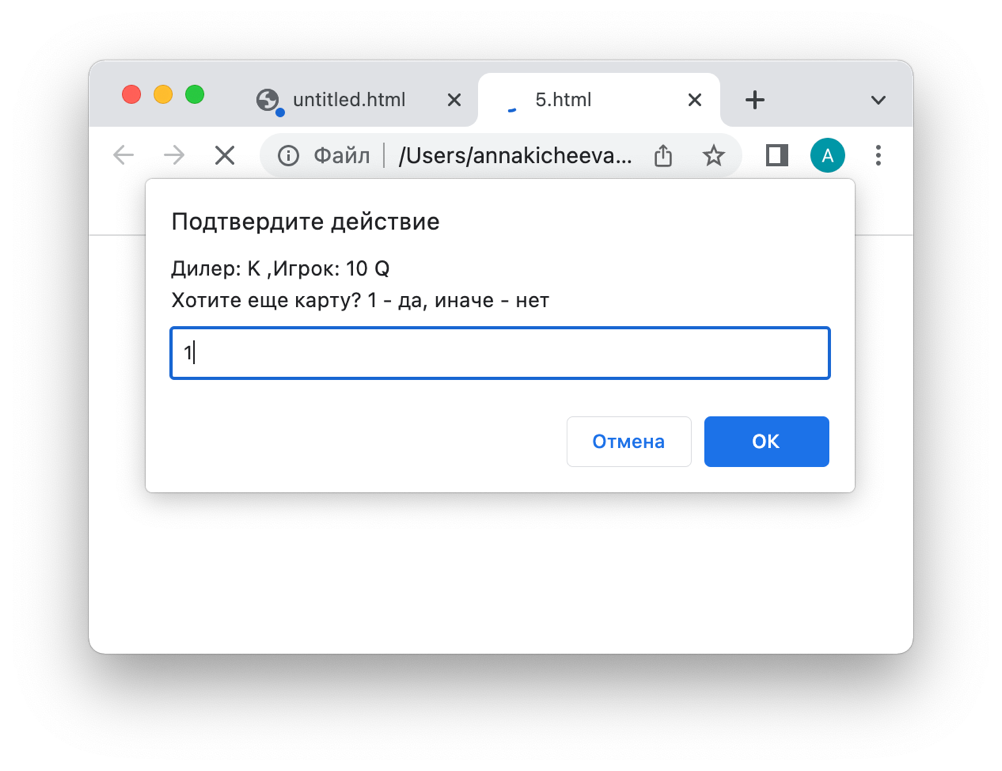 untitled.html
5.html
Файл /Users/annakicheeva...
A
Подтвердите действие
Дилер: K ,Игрок: 10 Q
Хотите еще карту? 1 - да, иначе - нет
1
Отмена
ОК